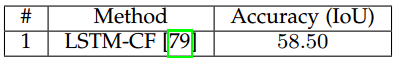 # Method Accuracy (IoU)
1 LSTM-CF [79] 58.50